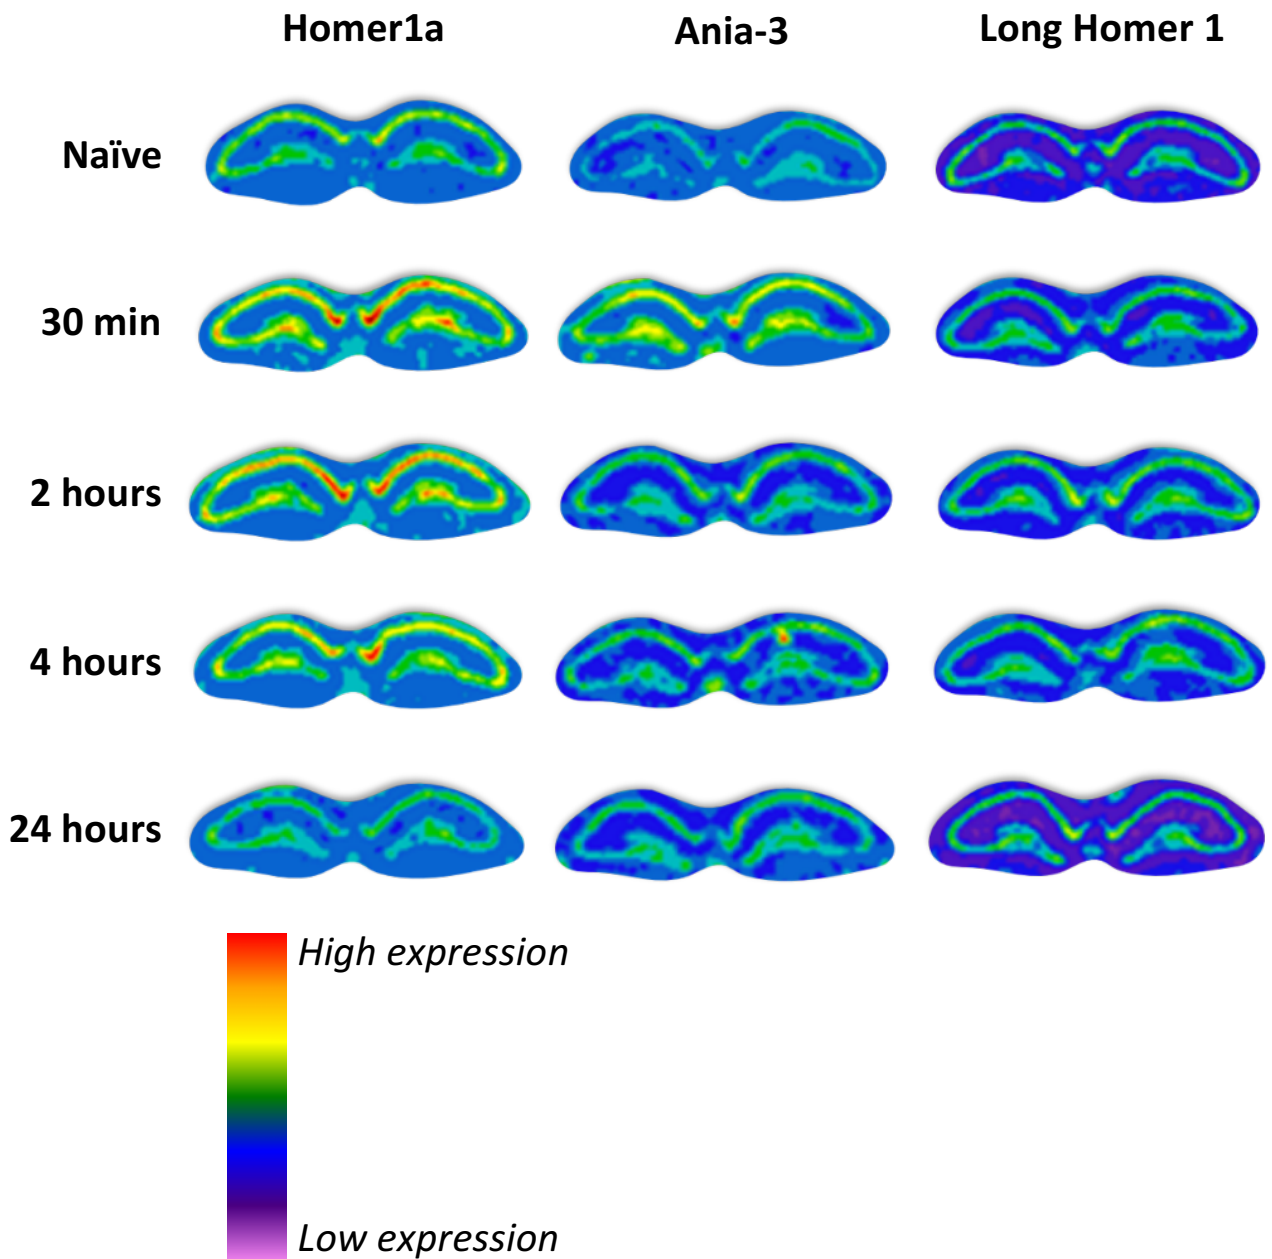 Homer1a Ania-3 Long Homer 1
Naïve
30 min
2 hours
4 hours
24 hours
High expression
Low expression